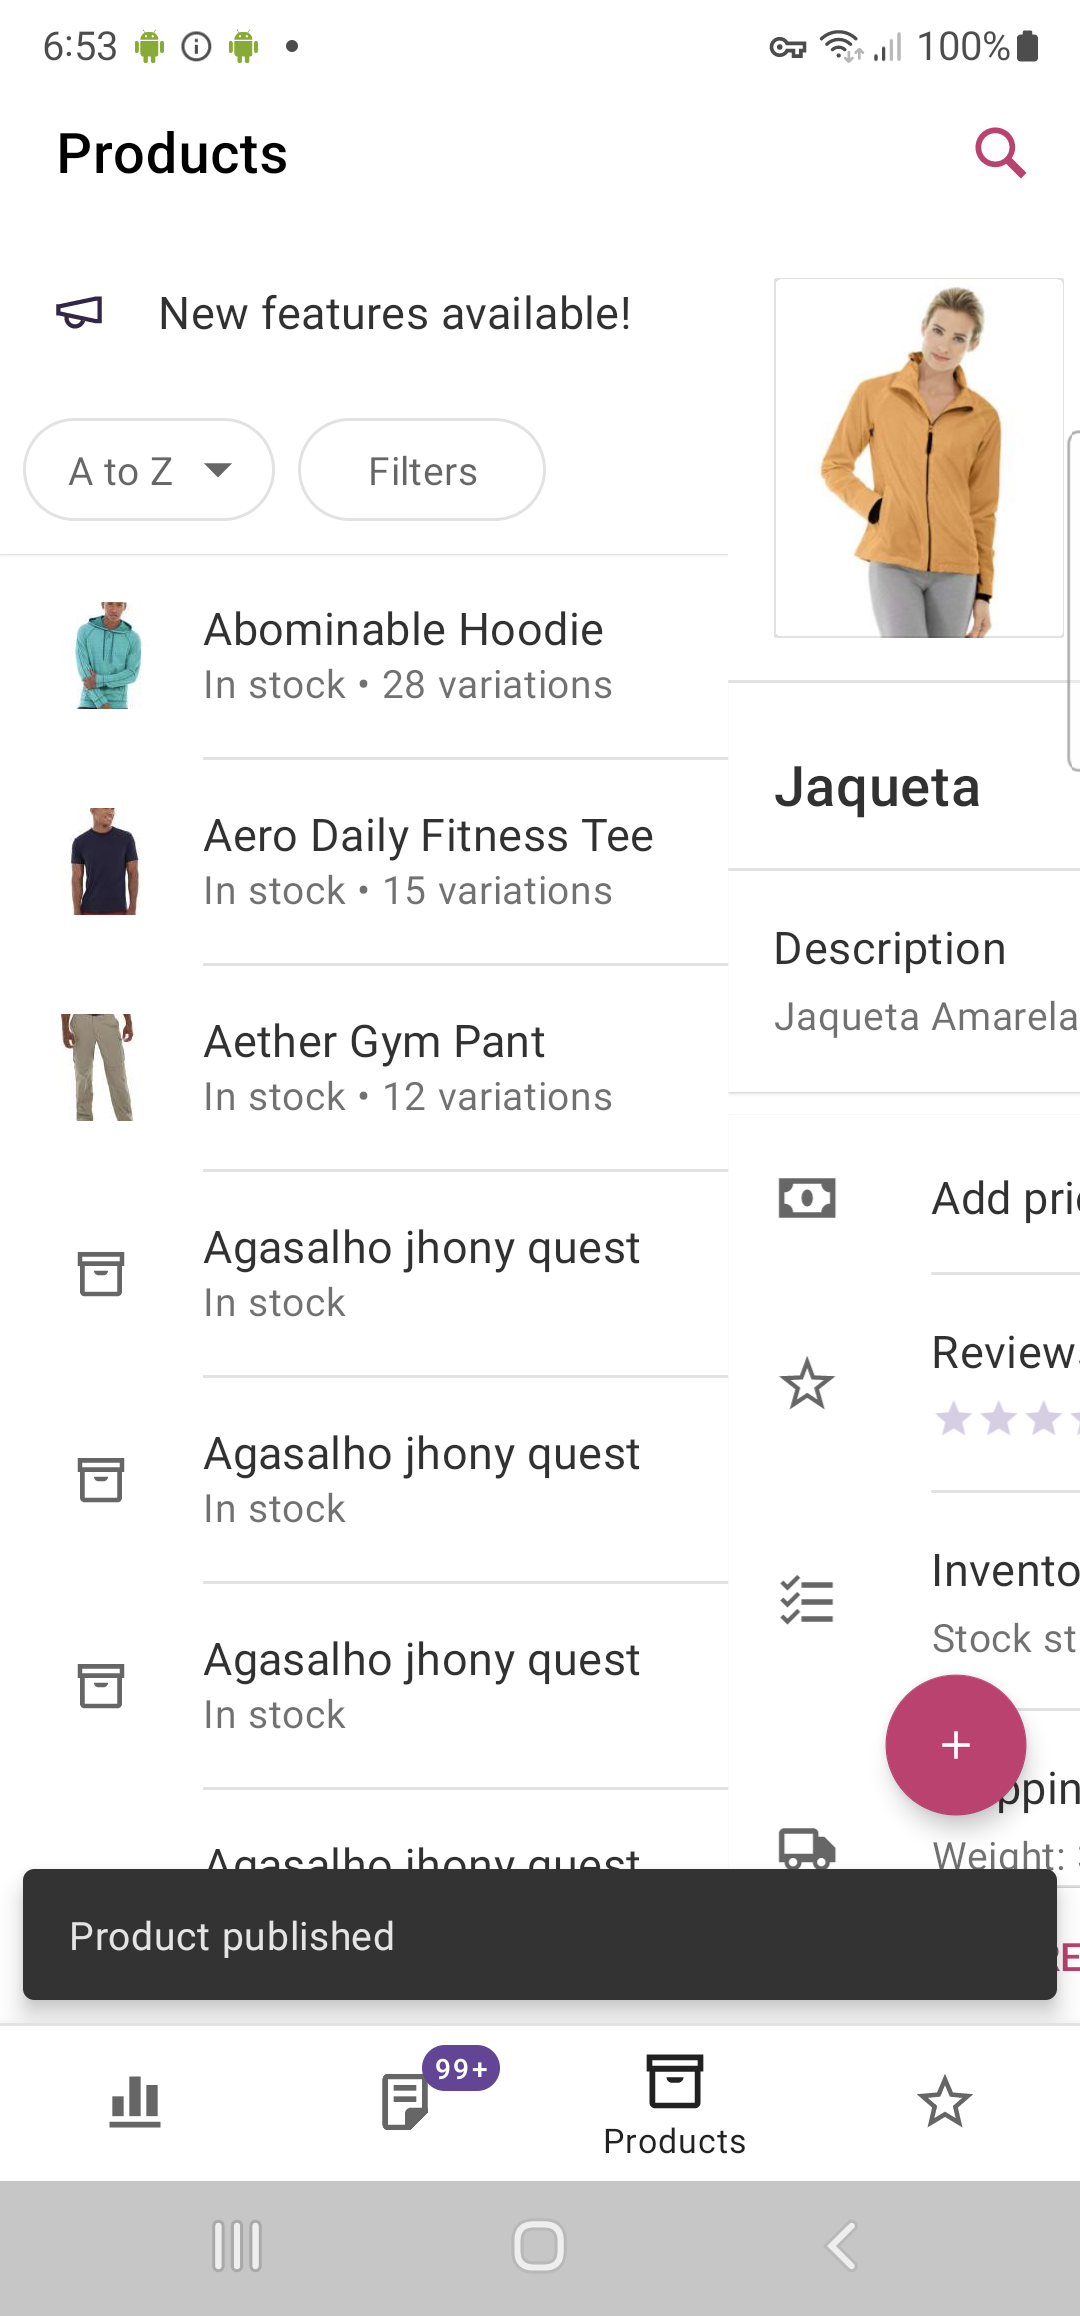 6:53
100%
Products
New features available!
A to Z
Filters
Abominable Hoodie
In stock • 28 variations
Aero Daily Fitness Tee
In stock • 15 variations
Aether Gym Pant
In stock • 12 variations
Agasalho jhony quest
In stock
Agasalho jhony quest
In stock
Agasalho jhony quest
In stock
Agasalho jhony quest
Jaqueta
Description
Jaqueta Amarela
Add pri
Review
Invento
Stock st
+
ppin
Weight:
RE
Product published
99+
Products